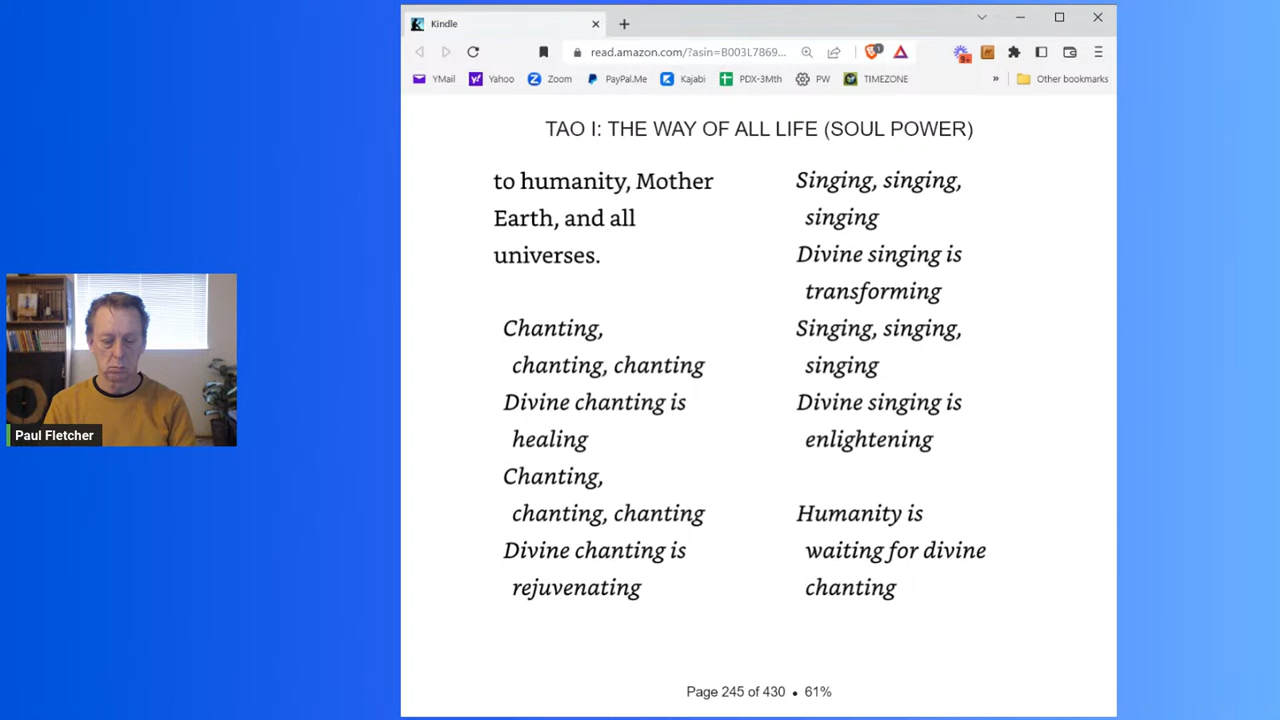 Kindle
read.amazon.com/?asin=B003L7869...
1
9+
YMail
Yahoo
Zoom
PayPal.Me
Kajabi
PDX-3Mth
PW
TIMEZONE
»
Other bookmarks
TAO I: THE WAY OF ALL LIFE (SOUL POWER)
to humanity, Mother
Earth, and all
universes.
Chanting,
chanting, chanting
Divine chanting is
healing
Chanting,
chanting, chanting
Divine chanting is
rejuvenating
Singing, singing,
singing
Divine singing is
transforming
Singing, singing,
singing
Divine singing is
enlightening
Humanity is
waiting for divine
chanting
Page 245 of 430 • 61%
Paul Fletcher